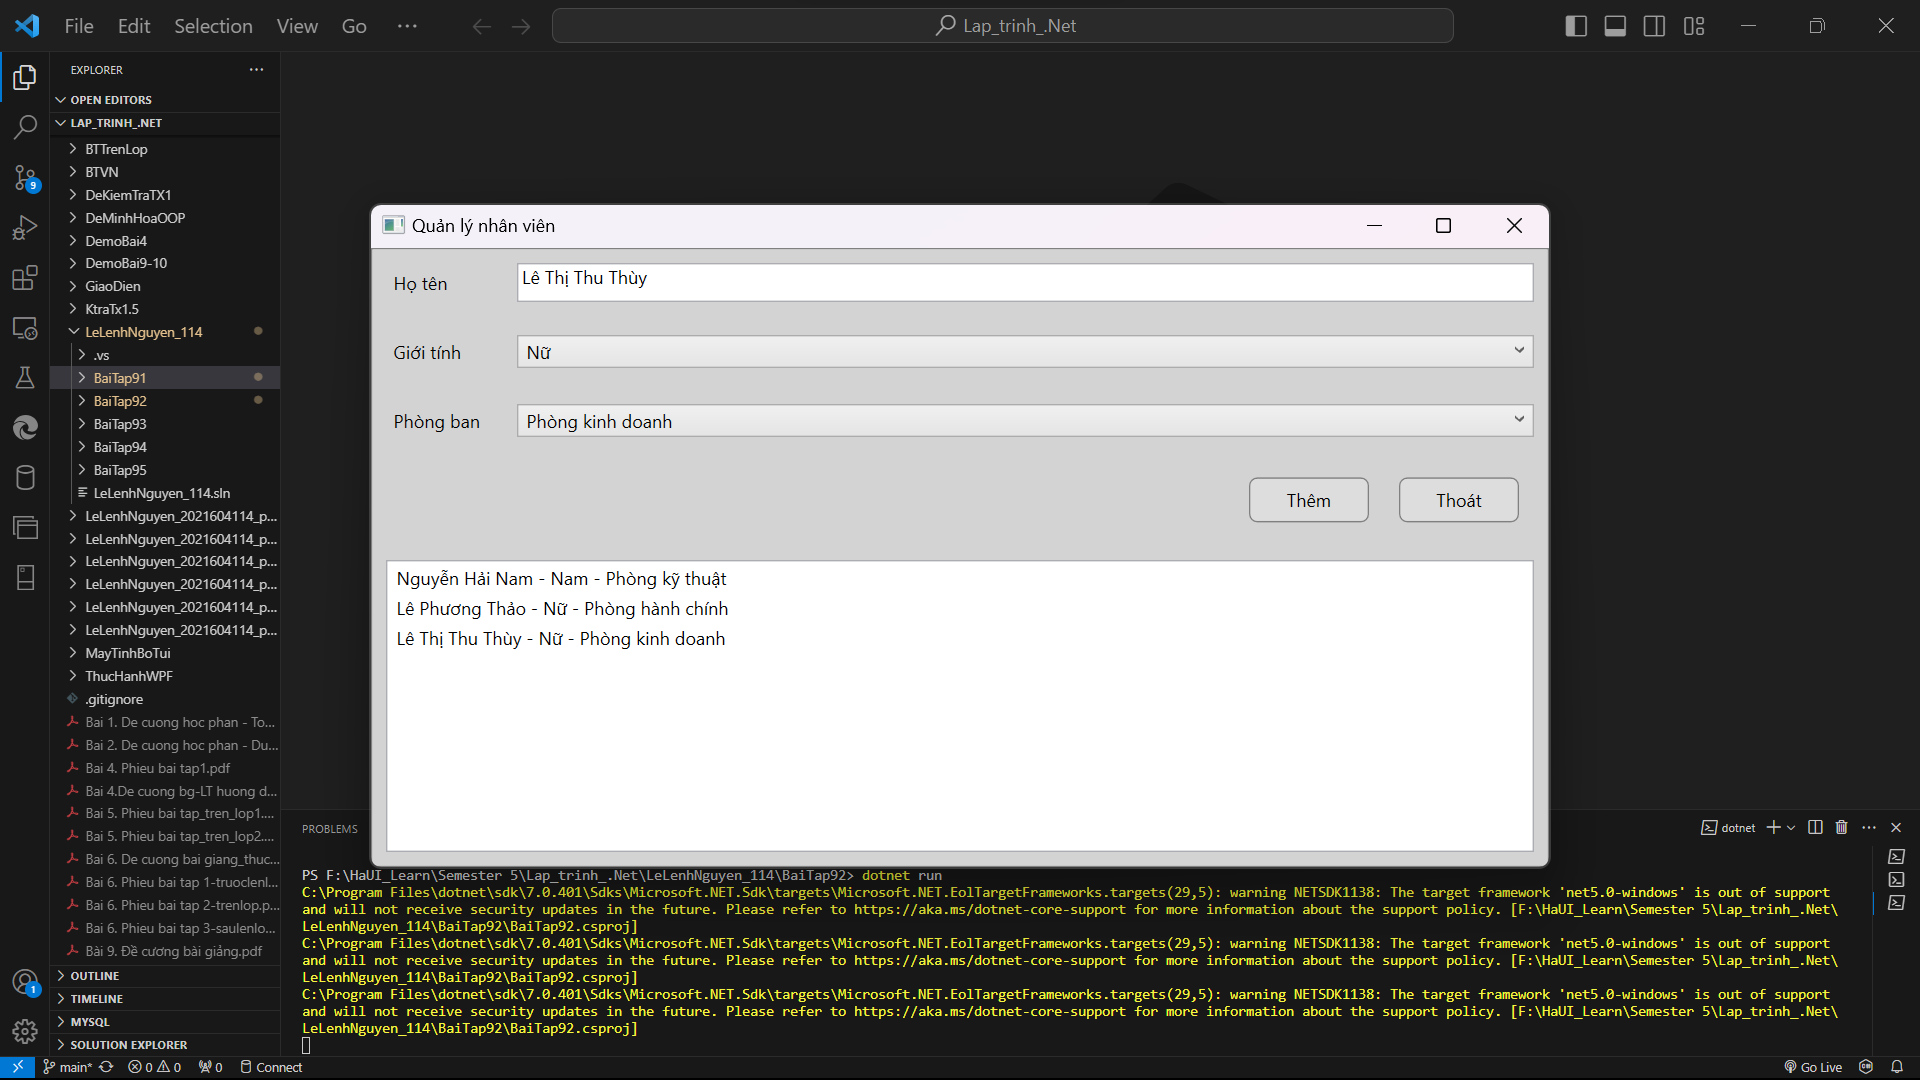 File Edit Selection View Go ··· Lap_trinh_.Net
EXPLORER
OPEN EDITORS
LAP_TRINH_.NET
BTTrenLop
BTVN
DeKiemTraTX1
DeMinhHoaOOP
DemoBai4
DemoBai9-10
GiaoDien
KtraTx1.5
LeLenhNguyen_114
.vs
BaiTap91
BaiTap92
BaiTap93
BaiTap94
BaiTap95
LeLenhNguyen_114.sln
LeLenhNguyen_2021604114_p...
LeLenhNguyen_2021604114_p...
LeLenhNguyen_2021604114_p...
LeLenhNguyen_2021604114_p...
LeLenhNguyen_2021604114_p...
LeLenhNguyen_2021604114_p...
MayTinhBoTui
ThucHanhWPF
.gitignore
Bai 1. De cuong hoc phan - To...
Bai 2. De cuong hoc phan - Du...
Bai 4. Phieu bai tap1.pdf
Bai 4.De cuong bg-LT huong d...
Bai 5. Phieu bai tap_tren_lop1....
Bai 5. Phieu bai tap_tren_lop2....
Bai 6. De cuong bai giang_thuc...
Bai 6. Phieu bai tap 1-truoclenl...
Bai 6. Phieu bai tap 2-trenlop.p...
Bai 6. Phieu bai tap 3-saulenlo...
Bài 9. Đề cương bài giảng.pdf
OUTLINE
TIMELINE
MYSQL
SOLUTION EXPLORER
9
1
Quản lý nhân viên
Họ tên Lê Thị Thu Thùy
Giới tính Nữ
Phòng ban Phòng kinh doanh
Thêm Thoát
Nguyễn Hải Nam - Nam - Phòng kỹ thuật
Lê Phương Thảo - Nữ - Phòng hành chính
Lê Thị Thu Thùy - Nữ - Phòng kinh doanh
PROBLEMS dotnet
PS F:\HaUI_Learn\Semester 5\Lap_trinh_.Net\LeLenhNguyen_114\BaiTap92> dotnet run
C:\Program Files\dotnet\sdk\7.0.401\Sdks\Microsoft.NET.Sdk\targets\Microsoft.NET.EolTargetFrameworks.targets(29,5): warning NETSDK1138: The target framework 'net5.0-windows' is out of support
and will not receive security updates in the future. Please refer to https://aka.ms/dotnet-core-support for more information about the support policy. [F:\HaUI_Learn\Semester 5\Lap_trinh_.Net\
LeLenhNguyen_114\BaiTap92\BaiTap92.csproj]
C:\Program Files\dotnet\sdk\7.0.401\Sdks\Microsoft.NET.Sdk\targets\Microsoft.NET.EolTargetFrameworks.targets(29,5): warning NETSDK1138: The target framework 'net5.0-windows' is out of support
and will not receive security updates in the future. Please refer to https://aka.ms/dotnet-core-support for more information about the support policy. [F:\HaUI_Learn\Semester 5\Lap_trinh_.Net\
LeLenhNguyen_114\BaiTap92\BaiTap92.csproj]
C:\Program Files\dotnet\sdk\7.0.401\Sdks\Microsoft.NET.Sdk\targets\Microsoft.NET.EolTargetFrameworks.targets(29,5): warning NETSDK1138: The target framework 'net5.0-windows' is out of support
and will not receive security updates in the future. Please refer to https://aka.ms/dotnet-core-support for more information about the support policy. [F:\HaUI_Learn\Semester 5\Lap_trinh_.Net\
LeLenhNguyen_114\BaiTap92\BaiTap92.csproj]
main* 0 0 0 Connect Go Live